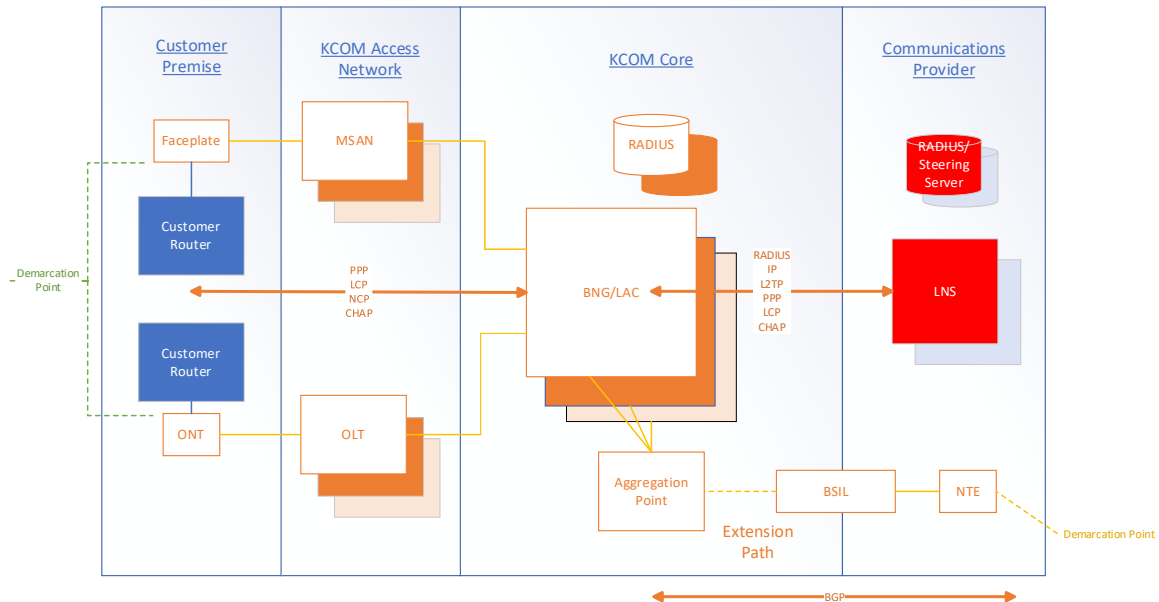 Customer
Premise
KCOM Access
Network
KCOM Core
Communications
Provider
Faceplate
MSAN
RADIUS
RADIUS/
Steering
Server
Customer
Router
Demarcation
Point
PPP
LCP
NCP
CHAP
BNG/LAC
RADIUS
IP
L2TP
PPP
LCP
CHAP
LNS
Customer
Router
ONT
OLT
Aggregation
Point
BSIL
NTE
Extension
Path
Demarcation Point
BGP